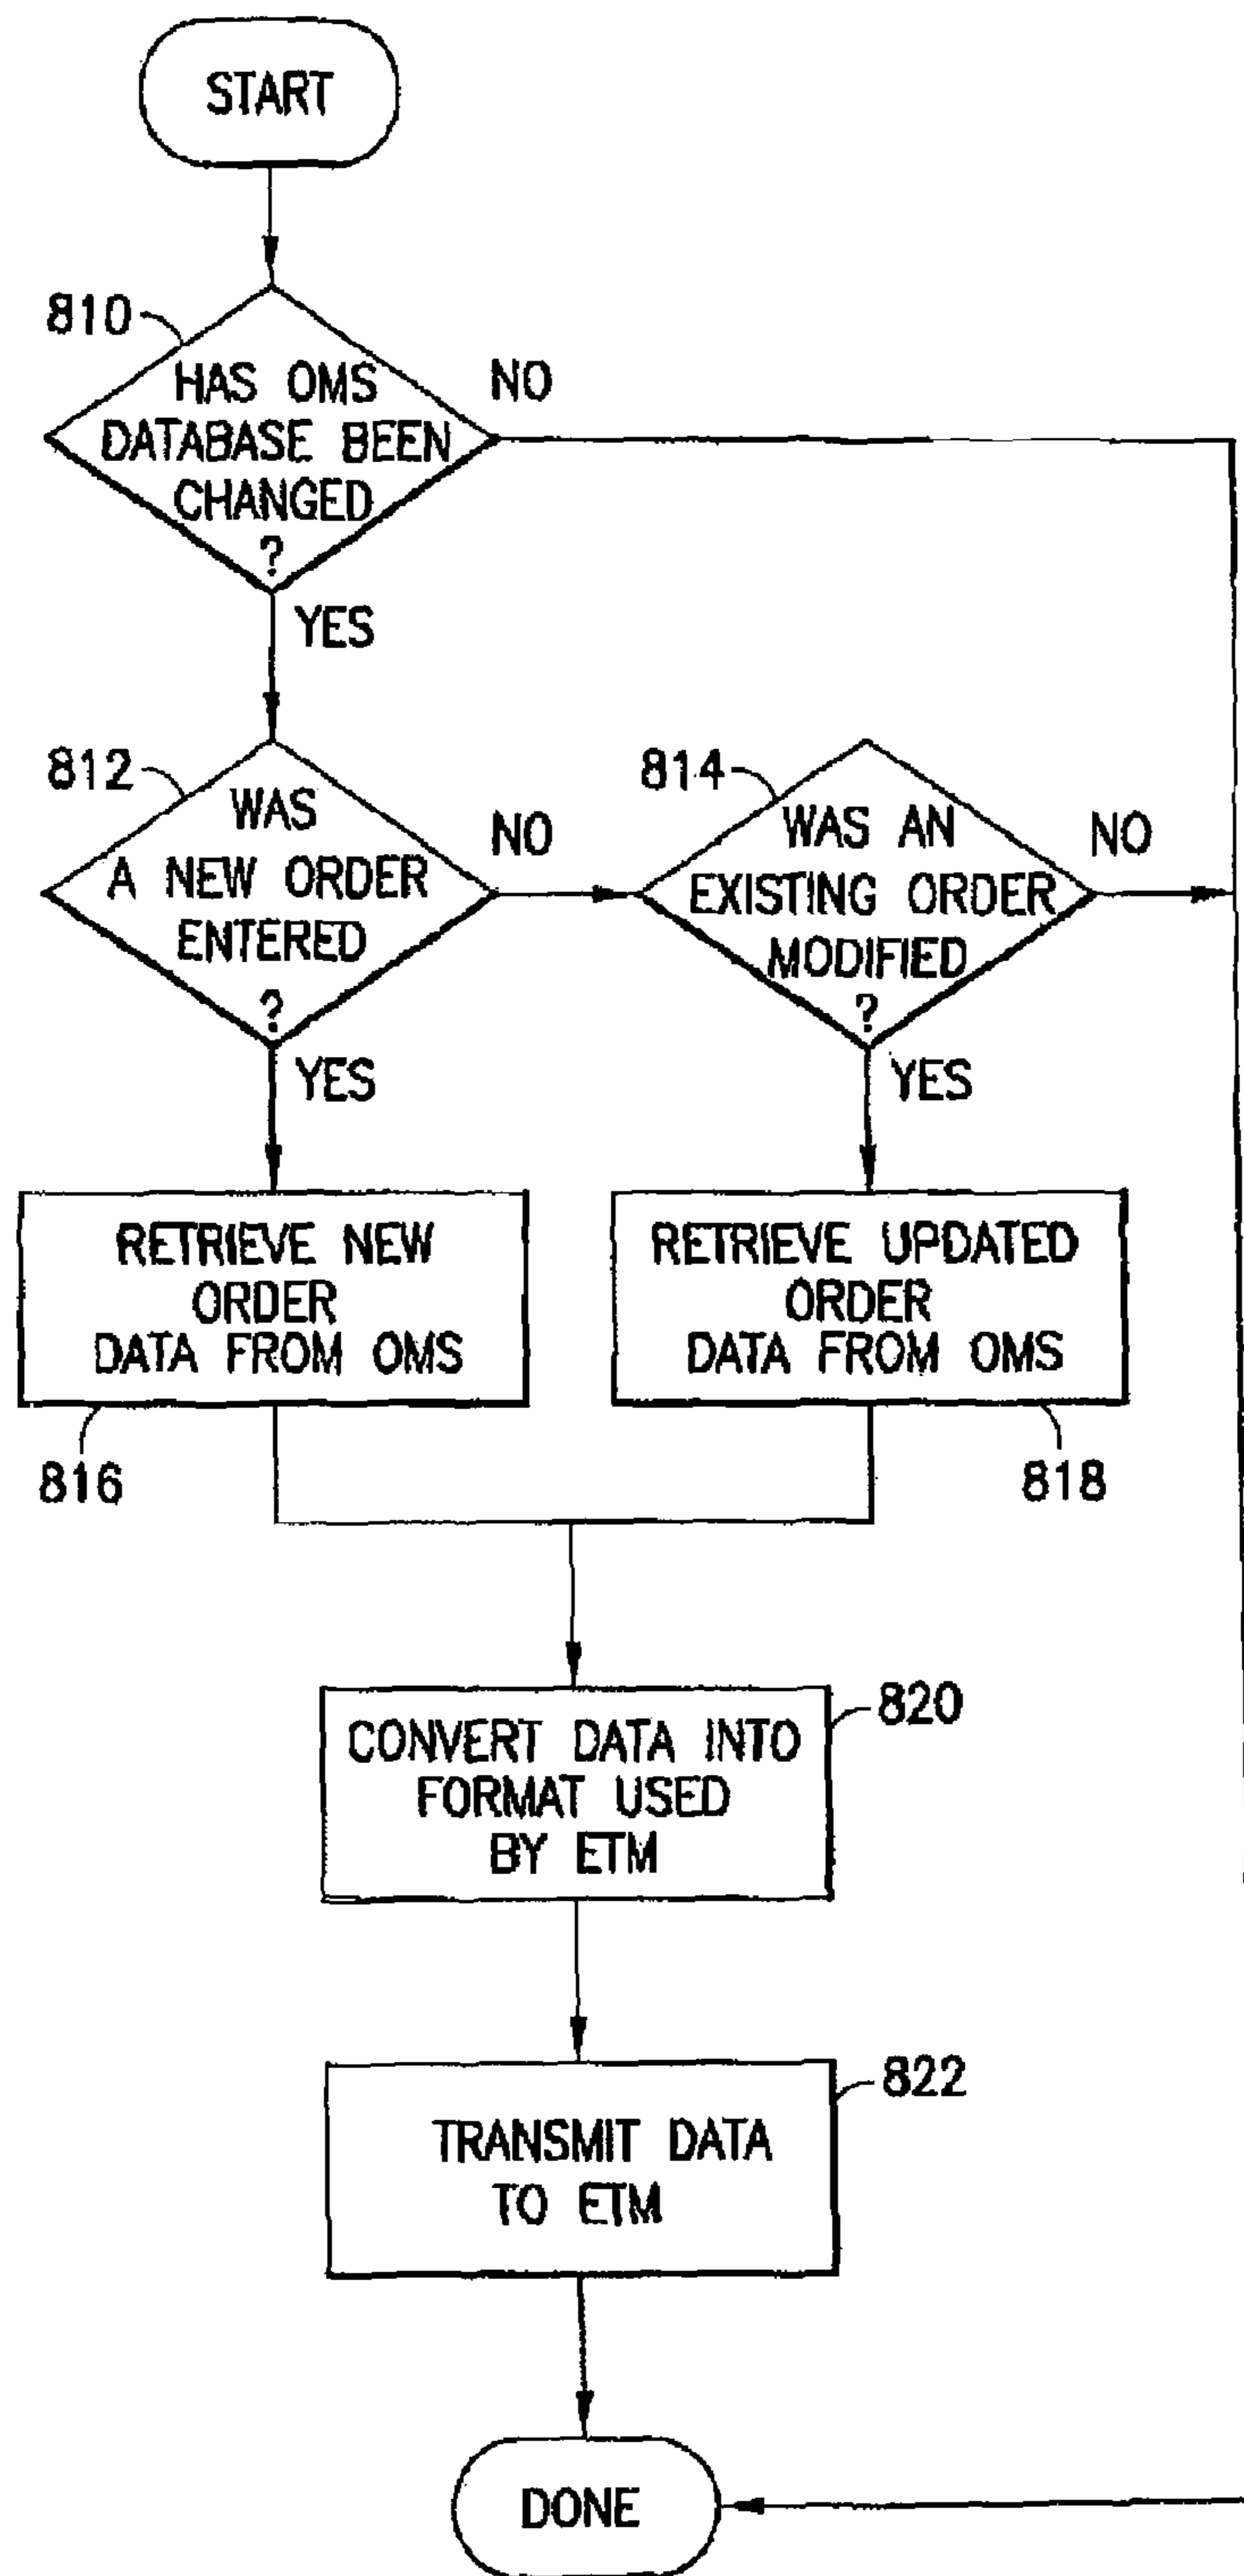 START
810
HAS OMS
DATABASE BEEN
CHANGED
?
NO
YES
812
WAS
A NEW ORDER
ENTERED
?
NO
YES
814
WAS AN
EXISTING ORDER
MODIFIED
?
NO
YES
RETRIEVE NEW
ORDER
DATA FROM OMS
816
RETRIEVE UPDATED
ORDER
DATA FROM OMS
818
CONVERT DATA INTO
FORMAT USED
BY ETM
820
TRANSMIT DATA
TO ETM
822
DONE